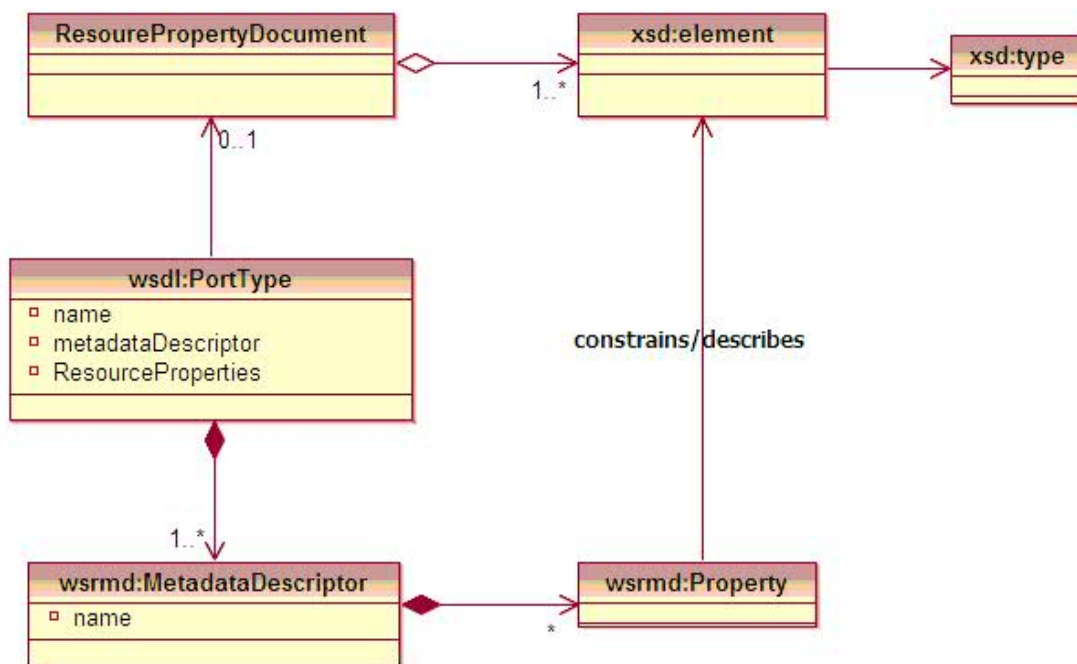 ResourePropertyDocument
xsd:element
xsd:type
1..*
0..1
wsdl:PortType
name
metadataDescriptor
ResourceProperties
constrains/describes
1..*
wsrmd:MetadataDescriptor
wsrmd:Property
name
*